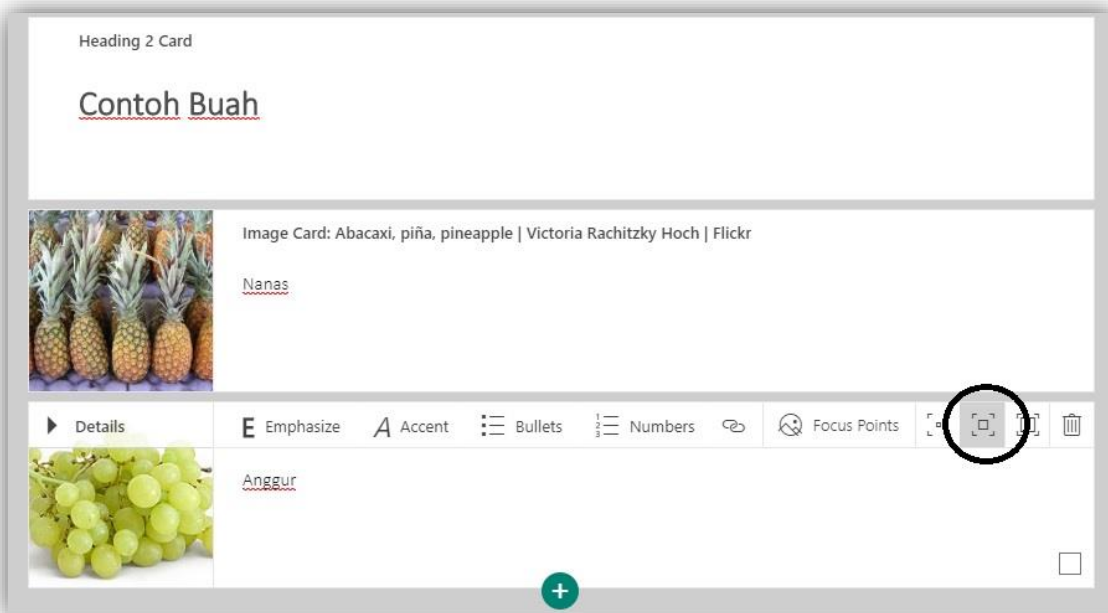 Heading 2 Card
Contoh Buah
Image Card: Abacaxi, piña, pineapple | Victoria Rachitzky Hoch | Flickr
Nanas
Details E Emphasize A Accent Bullets Numbers Focus Points
Anggur